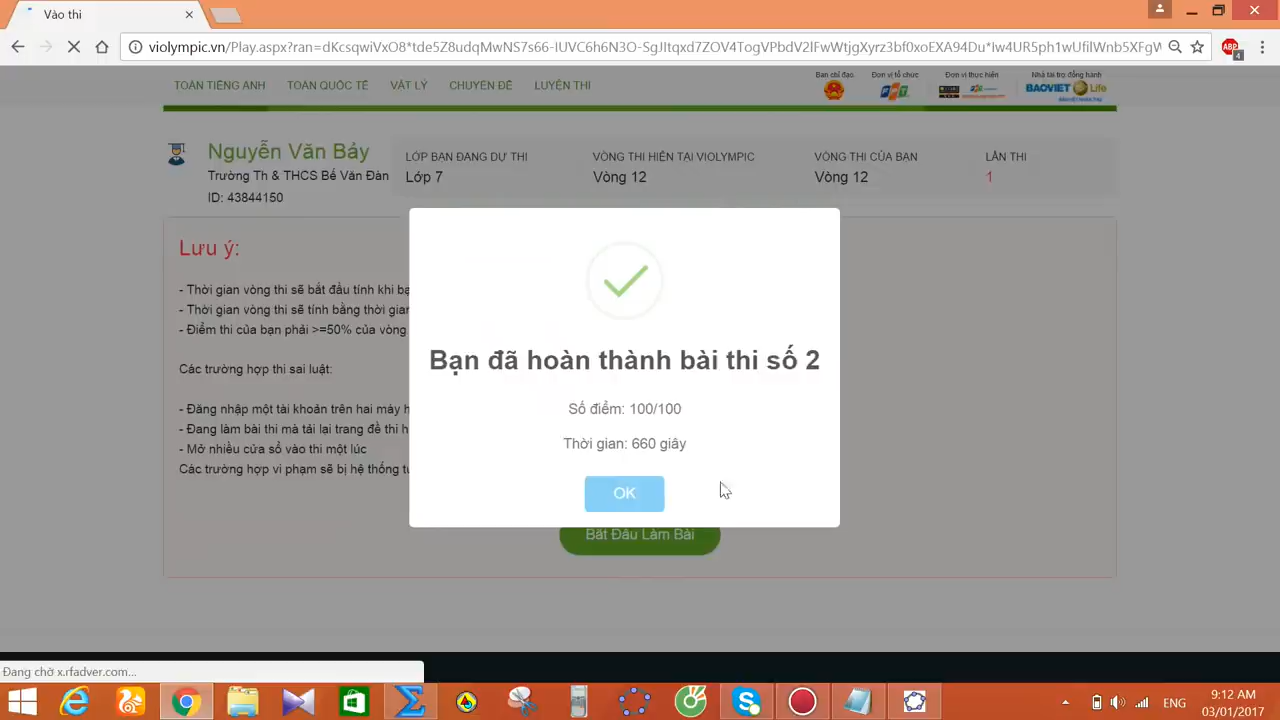 Vào thi
violympic.vn/Play.aspx?ran=dKcsqwiVxO8*tde5Z8udqMwNS7s66-IUVC6h6N3O-SgJItqxd7ZOV4TogVPbdV2lFwWtjgXyrz3bf0xoEXA94Du*Iw4UR5ph1wUfilWnb5XFgV
ABP
4
TOÁN TIẾNG ANH TOÁN QUỐC TẾ VẬT LÝ CHUYÊN ĐỀ LUYỆN THI
Ban chỉ đạo Đơn vị tổ chức Đơn vị thực hiện Nhà tài trợ đồng hành
FPT
BAOVIET Life
Nguyễn Văn Bảy
Trường Th & THCS Bế Văn Đàn
ID: 43844150
LỚP BẠN ĐANG DỰ THI
Lớp 7
VÒNG THI HIỆN TẠI VIOLYMPIC
Vòng 12
VÒNG THI CỦA BẠN
Vòng 12
LẦN THI
1
Lưu ý:
- Thời gian vòng thi sẽ bắt đầu tính khi bạ
- Thời gian vòng thi sẽ tính bằng thời gian
- Điểm thi của bạn phải >=50% của vòng
Các trường hợp thi sai luật:
- Đăng nhập một tài khoản trên hai máy h
- Đang làm bài thi mà tải lại trang đề thi h
- Mở nhiều cửa sổ vào thi một lúc
Các trường hợp vi phạm sẽ bị hệ thống tự
Bạn đã hoàn thành bài thi số 2
Số điểm: 100/100
Thời gian: 660 giây
OK
Bắt Đầu Làm Bài
Đang chờ x.rfadver.com...
ENG
9:12 AM
03/01/2017